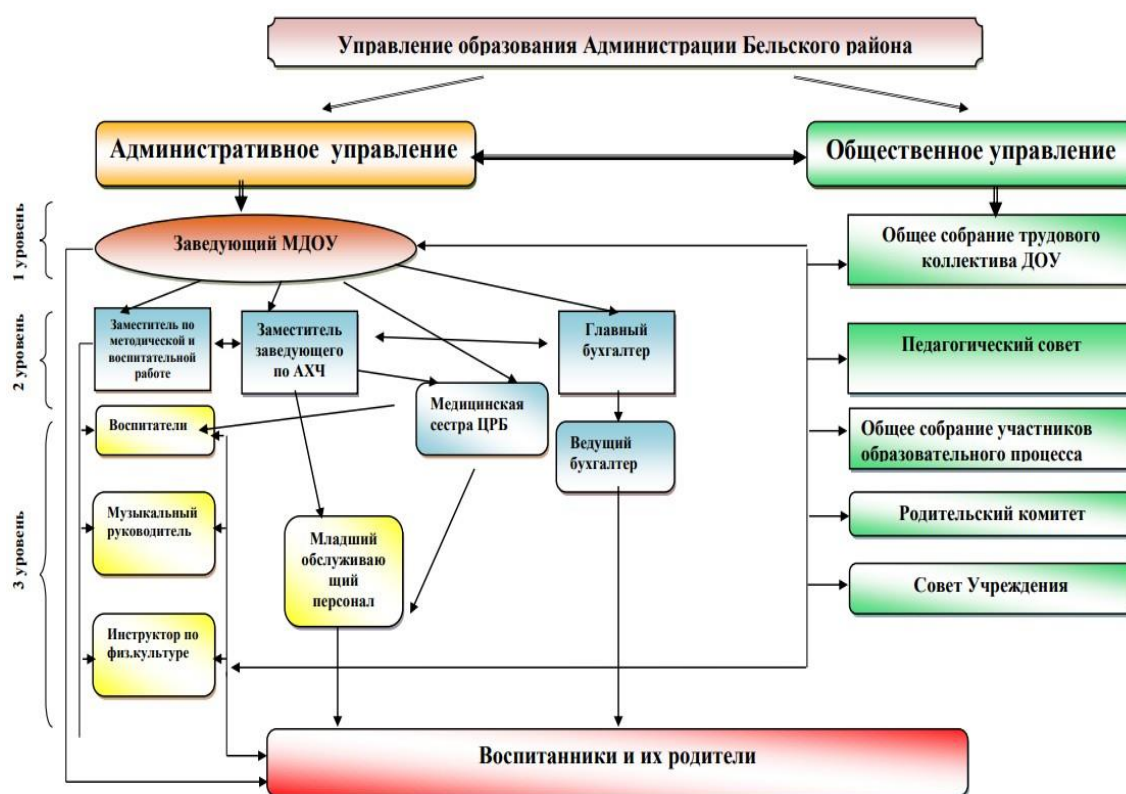 Управление образования Администрации Бельского района
Административное управление
Общественное управление
1 уровень
Заведующий МДОУ
Общее собрание трудового
коллектива ДОУ
2 уровень
Заместитель по
методической и
воспитательной
работе
Заместитель
заведующего
по АХЧ
Главный
бухгалтер
Педагогический совет
Медицинская
сестра ЦРБ
3 уровень
Воспитатели
Ведущий
бухгалтер
Общее собрание участников
образовательного процесса
Музыкальный
руководитель
Младший
обслуживаю
щий
персонал
Родительский комитет
Совет Учреждения
Инструктор по
физ.культуре
Воспитанники и их родители